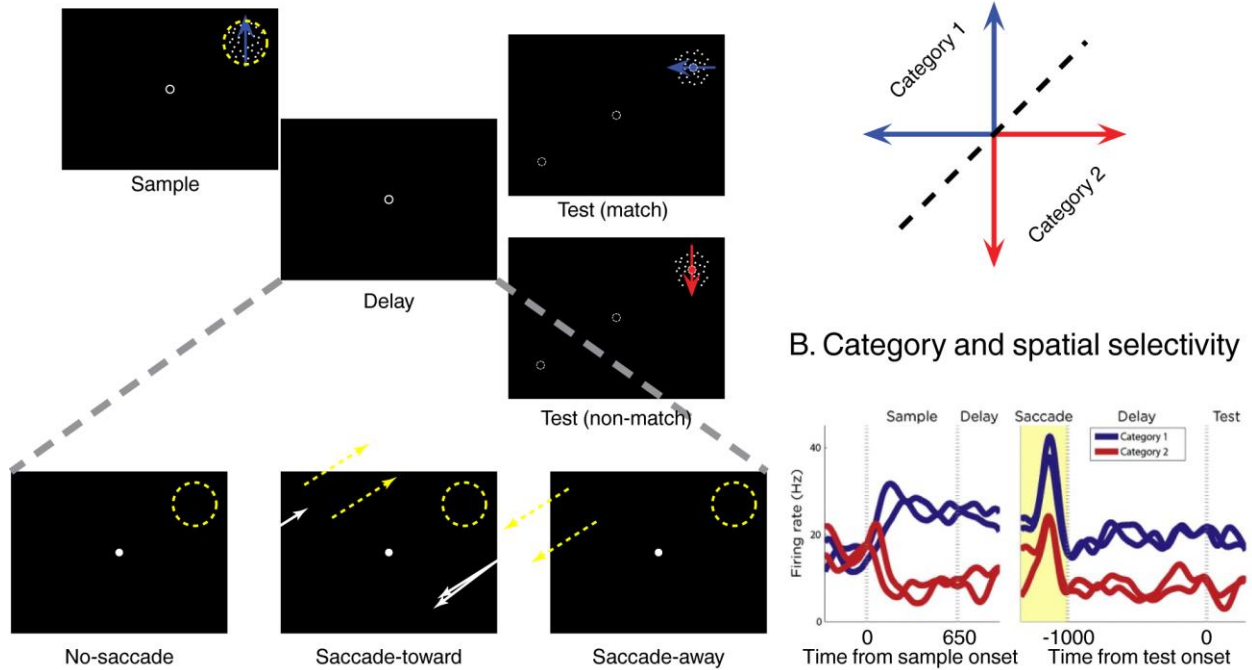 Sample
Delay
Test (match)
Test (non-match)
No-saccade
Saccade-toward
Saccade-away
Category 1
Category 2
B. Category and spatial selectivity
Sample Delay Saccade Delay Test
Category 1
Category 2
Firing rate (Hz)
40
20
0
0 650 -1000 0
Time from sample onset Time from test onset